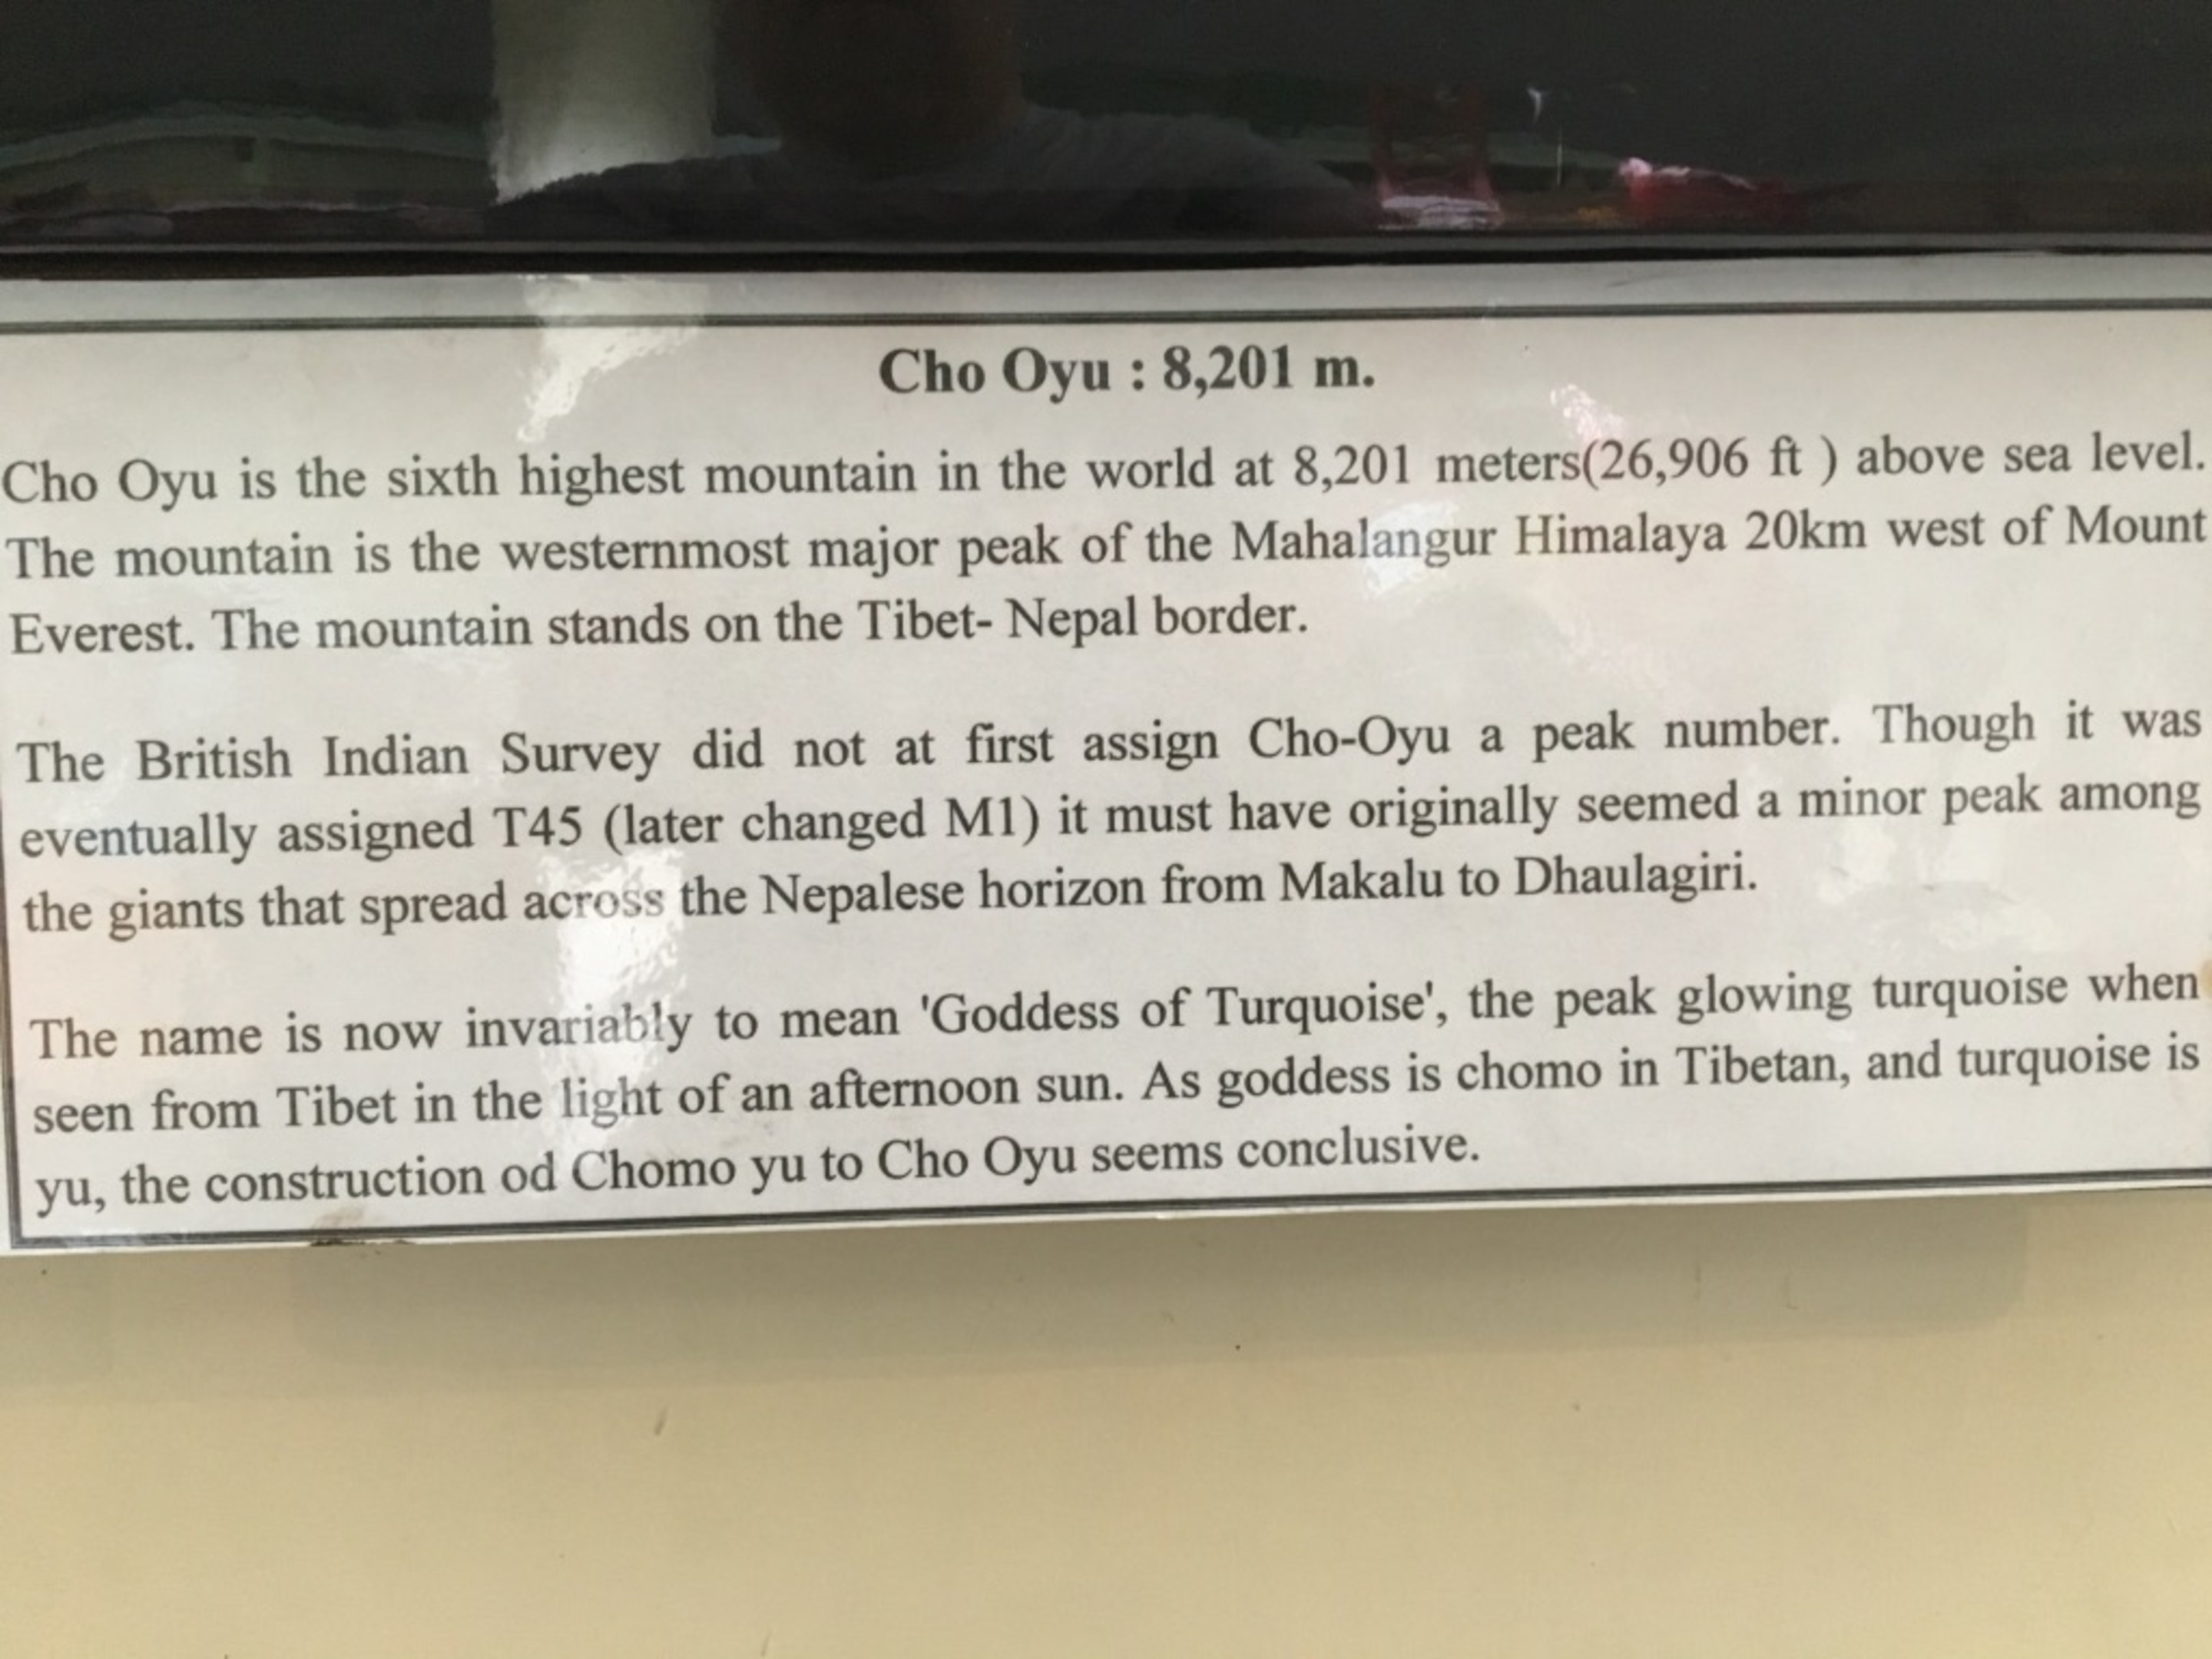 Cho Oyu : 8,201 m.
Cho Oyu is the sixth highest mountain in the world at 8,201 meters(26,906 ft ) above sea level.
The mountain is the westernmost major peak of the Mahalangur Himalaya 20km west of Mount
Everest. The mountain stands on the Tibet- Nepal border.
The British Indian Survey did not at first assign Cho-Oyu a peak number. Though it was
eventually assigned T45 (later changed M1) it must have originally seemed a minor peak among
the giants that spread across the Nepalese horizon from Makalu to Dhaulagiri.
The name is now invariably to mean 'Goddess of Turquoise', the peak glowing turquoise when
seen from Tibet in the light of an afternoon sun. As goddess is chomo in Tibetan, and turquoise is
yu, the construction od Chomo yu to Cho Oyu seems conclusive.